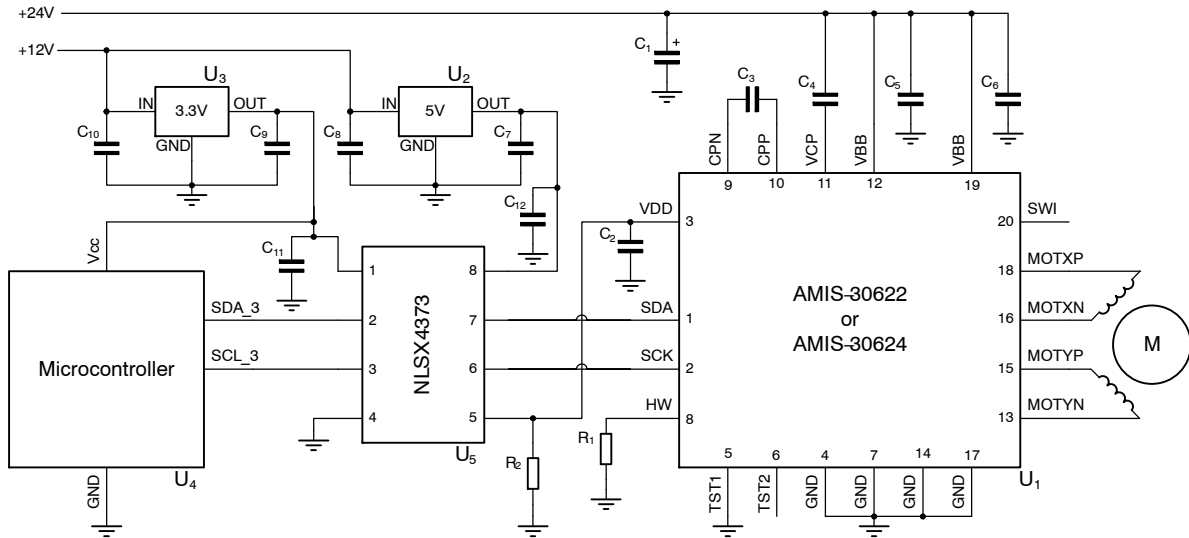 +24V
+12V
C1 +
U3
U2
C3
C4
C5
C6
IN 3.3V OUT
IN 5V OUT
C10
GND
C9
C8
GND
C7
CPN
CPP
VCP
VBB
VBB
9 10 11 12 19
C12
VDD 3
20 SWI
Vcc
C11
C2
18 MOTXP
1 8
AMIS-30622
or
AMIS-30624
SDA_3 2
7 SDA 1
16 MOTXN
M
Microcontroller
SCL_3 3
NLSX4373
6 SCK 2
15 MOTYP
4
5
HW 8
13 MOTYN
R1
U5
R2
U4
GND
5 6 4 7 14 17
U1
TST1
TST2
GND
GND
GND
GND